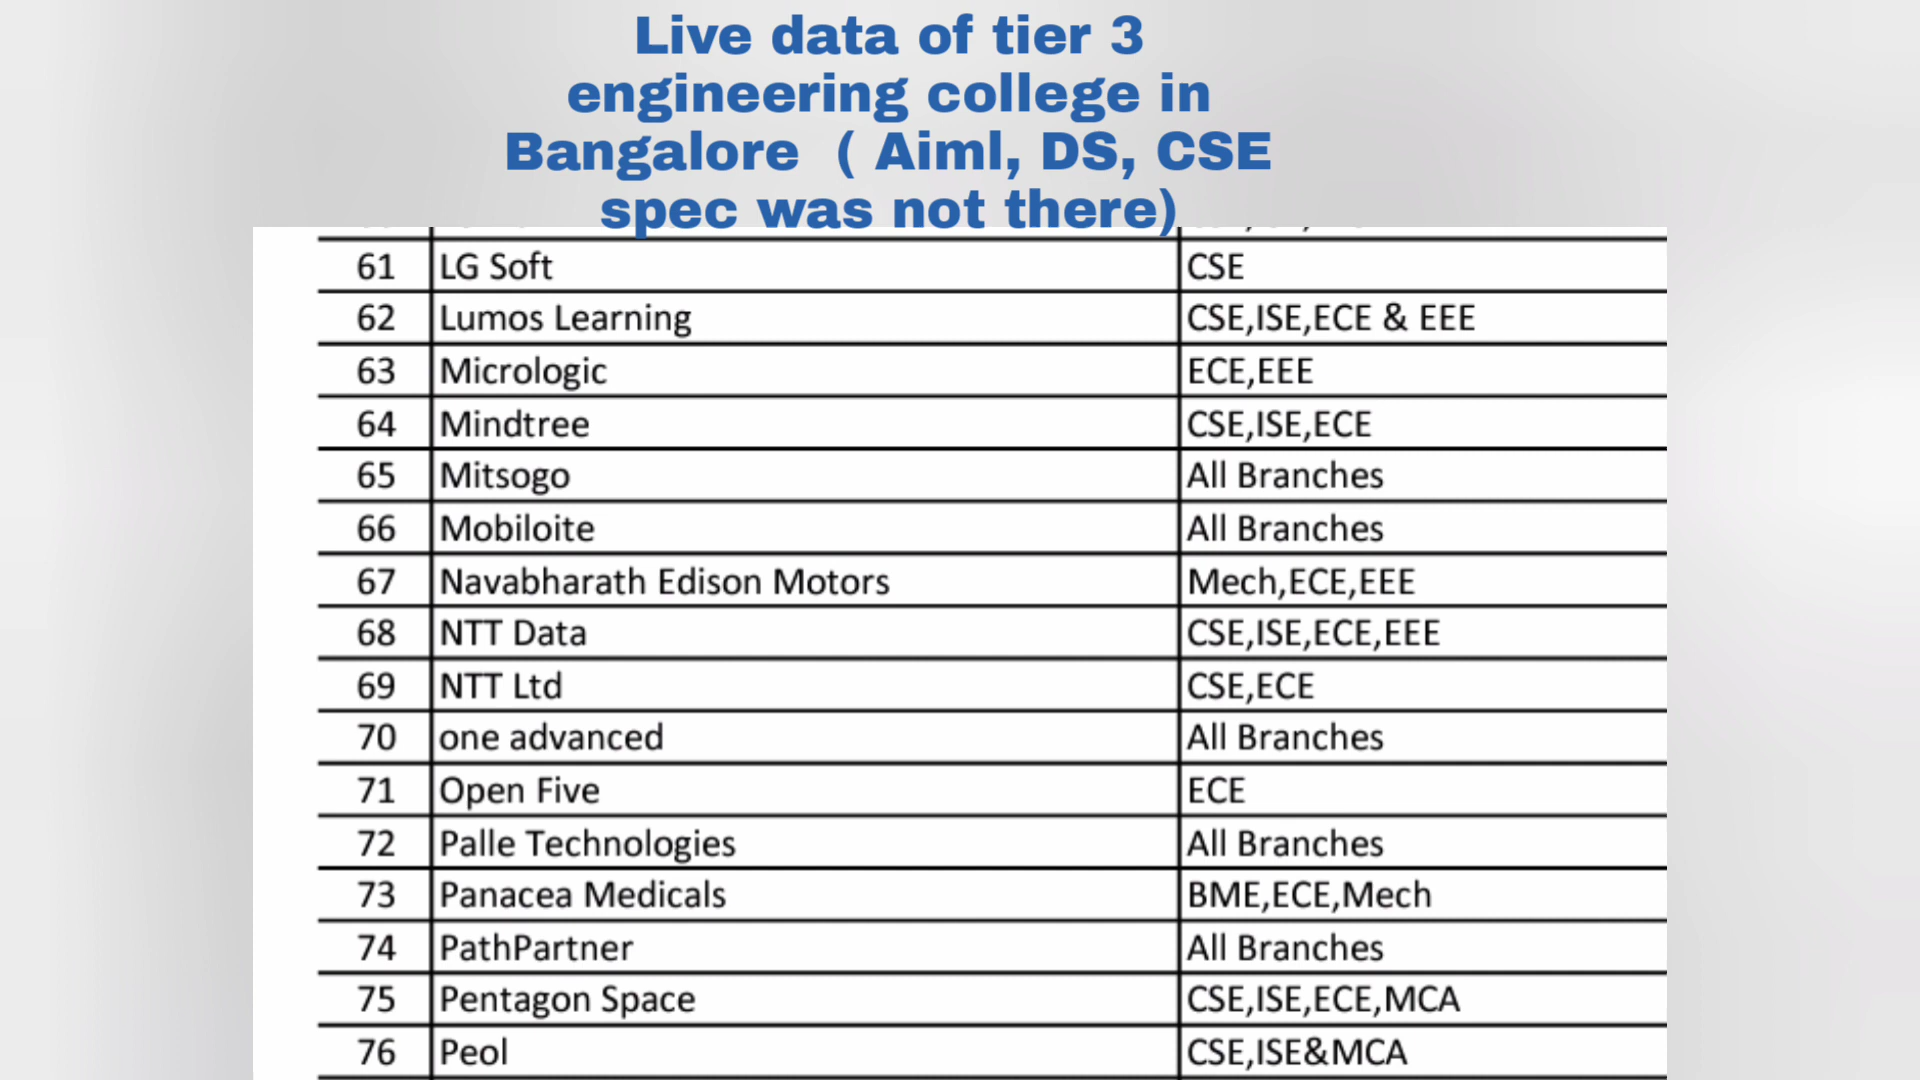 Live data of tier 3
engineering college in
Bangalore ( Aiml, DS, CSE
spec was not there)
61 LG Soft CSE
62 Lumos Learning CSE,ISE,ECE & EEE
63 Micrologic ECE,EEE
64 Mindtree CSE,ISE,ECE
65 Mitsogo All Branches
66 Mobiloite All Branches
67 Navabharath Edison Motors Mech,ECE,EEE
68 NTT Data CSE,ISE,ECE,EEE
69 NTT Ltd CSE,ECE
70 one advanced All Branches
71 Open Five ECE
72 Palle Technologies All Branches
73 Panacea Medicals BME,ECE,Mech
74 PathPartner All Branches
75 Pentagon Space CSE,ISE,ECE,MCA
76 Peol CSE,ISE&MCA